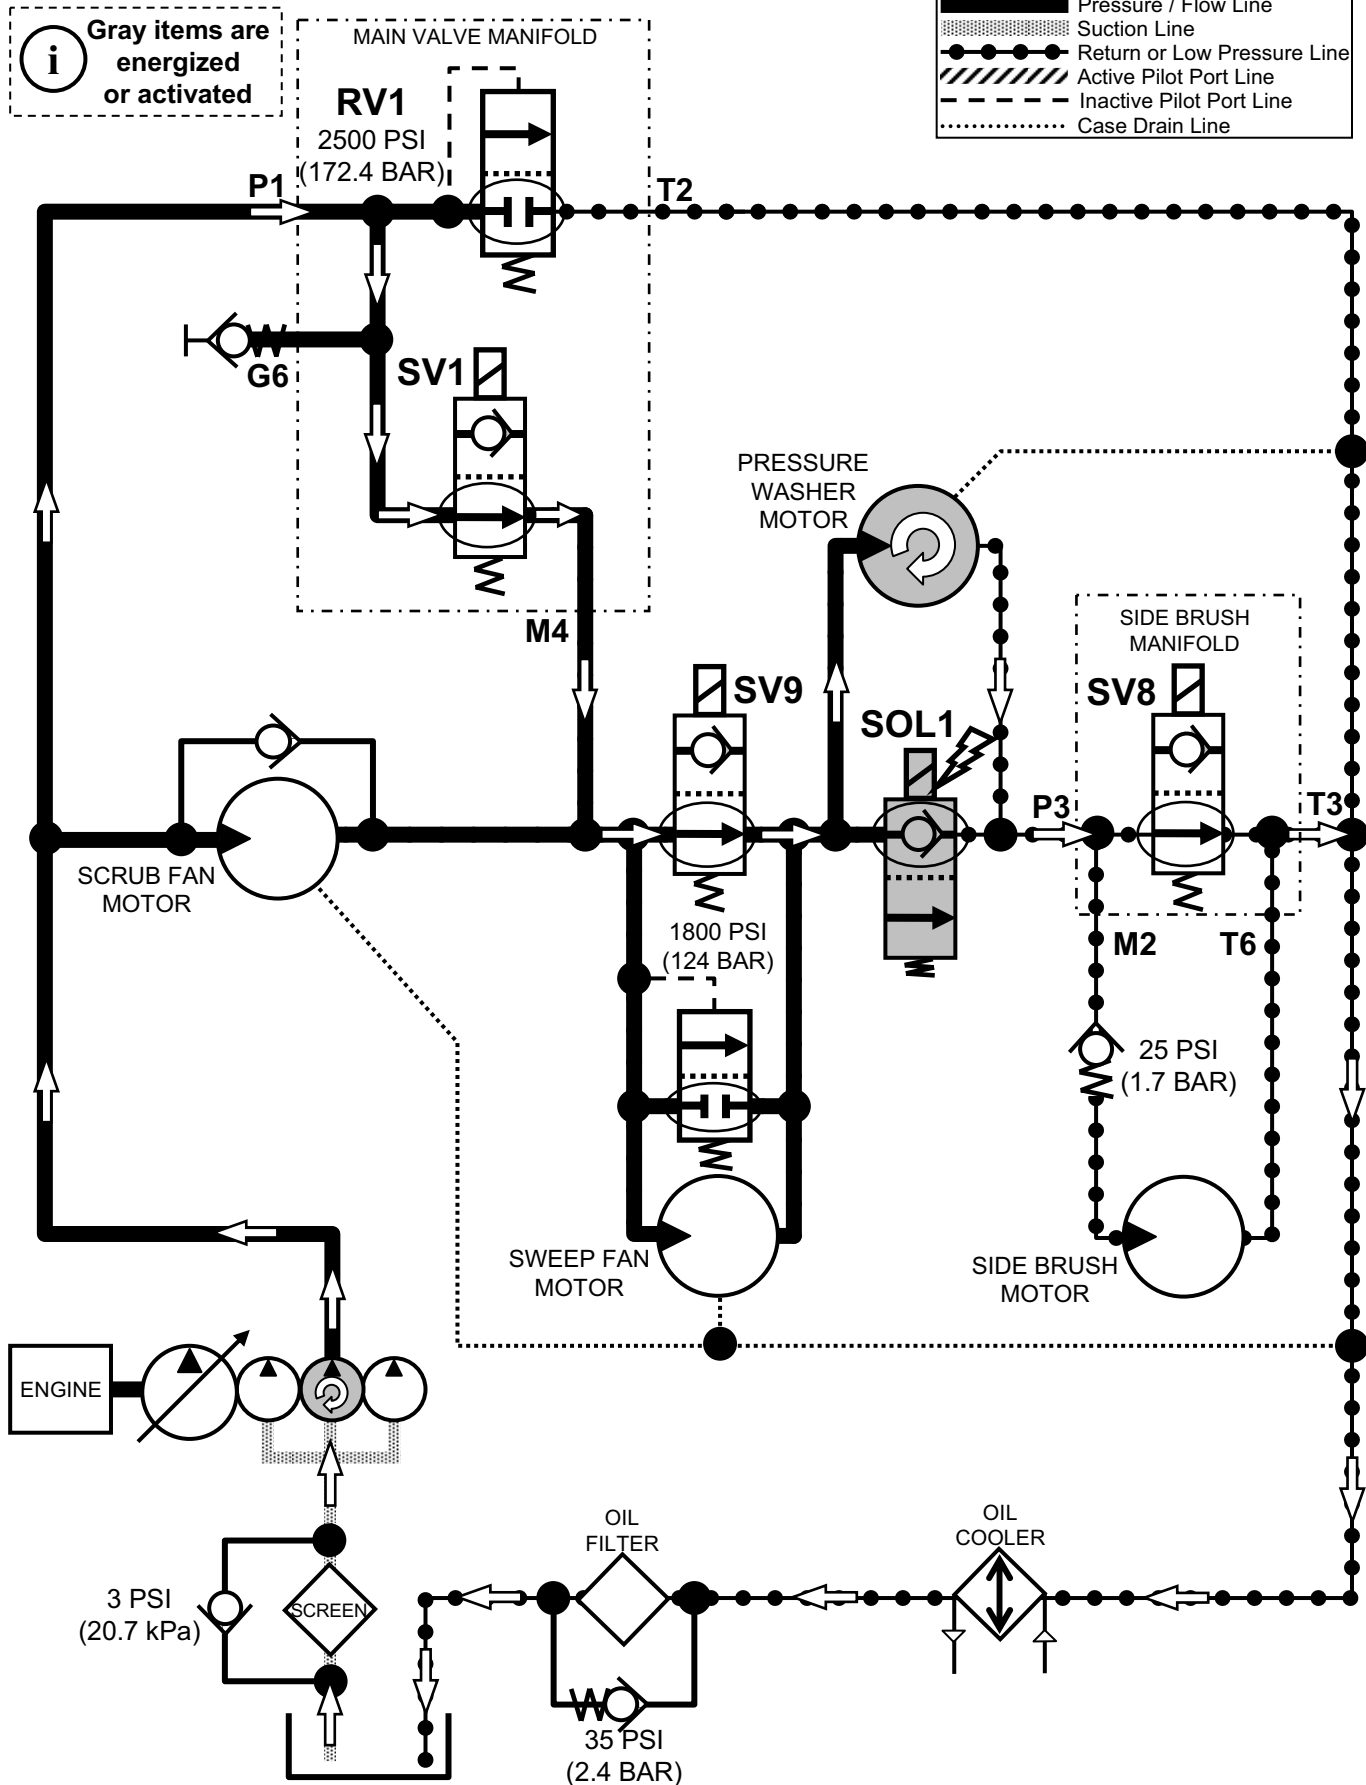 Gray items are
energized
or activated
i
Pressure / Flow Line
Suction Line
Return or Low Pressure Line
Active Pilot Port Line
Inactive Pilot Port Line
Case Drain Line
MAIN VALVE MANIFOLD
RV1
2500 PSI
(172.4 BAR)
P1
T2
G6
SV1
M4
PRESSURE
WASHER
MOTOR
SIDE BRUSH
MANIFOLD
SV9
SV8
SOL1
P3
T3
SCRUB FAN
MOTOR
1800 PSI
(124 BAR)
M2
T6
25 PSI
(1.7 BAR)
SWEEP FAN
MOTOR
SIDE BRUSH
MOTOR
ENGINE
OIL
FILTER
OIL
COOLER
3 PSI
(20.7 kPa)
SCREEN
35 PSI
(2.4 BAR)